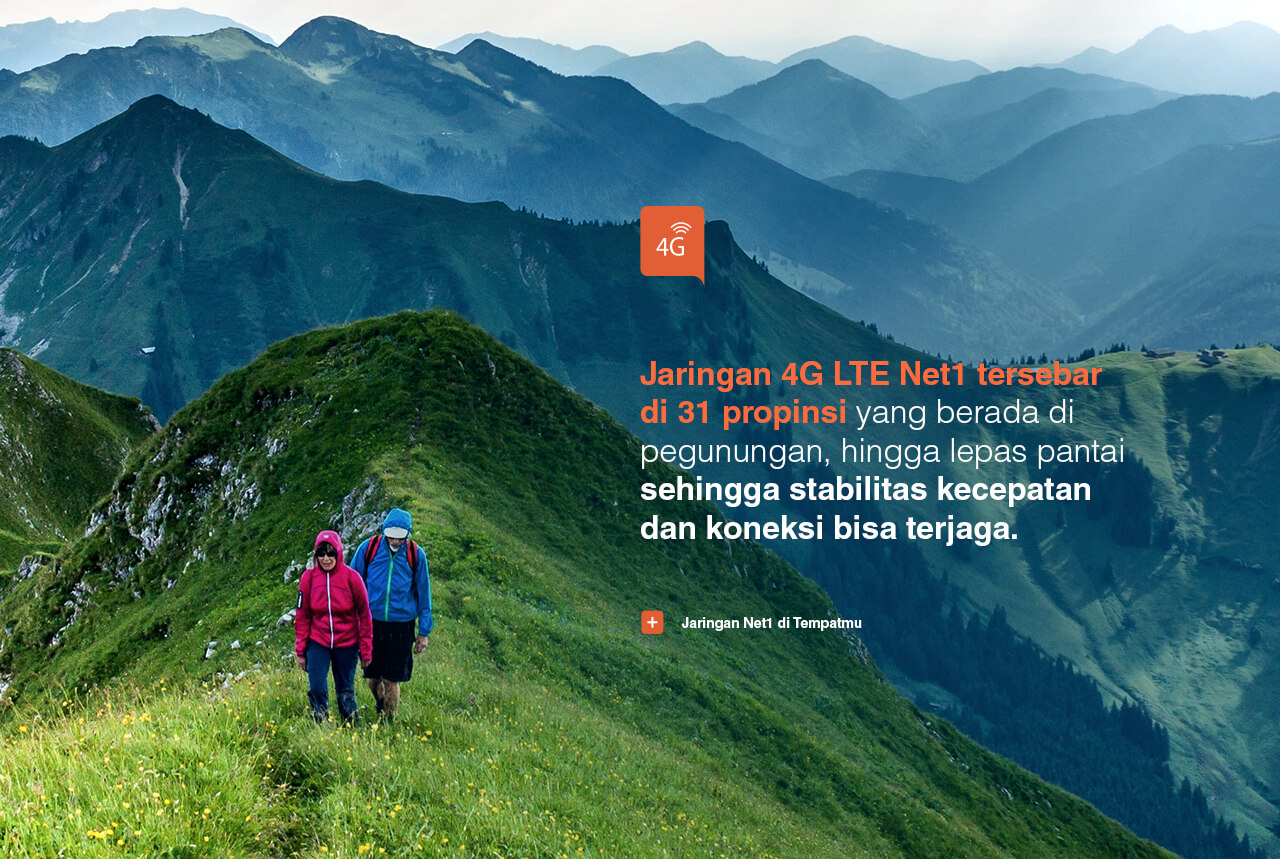 4G
Jaringan 4G LTE Net1 tersebar
di 31 propinsi yang berada di
pegunungan, hingga lepas pantai
sehingga stabilitas kecepatan
dan koneksi bisa terjaga.
+ Jaringan Net1 di Tempatmu